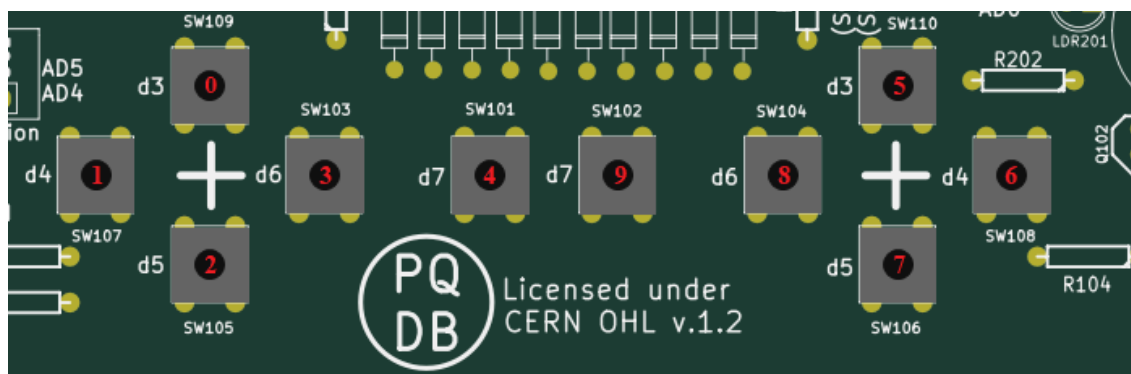 SW109
SW110
AD5
AD4
d3
0
d3
5
LDR201
R202
SW103
SW101
SW102
SW104
d4
1
d6
3
d7
4
d7
9
d6
8
d4
6
Q102
SW107
SW108
d5
2
d5
7
PQ
DB
Licensed under
CERN OHL v.1.2
R104
SW105
SW106